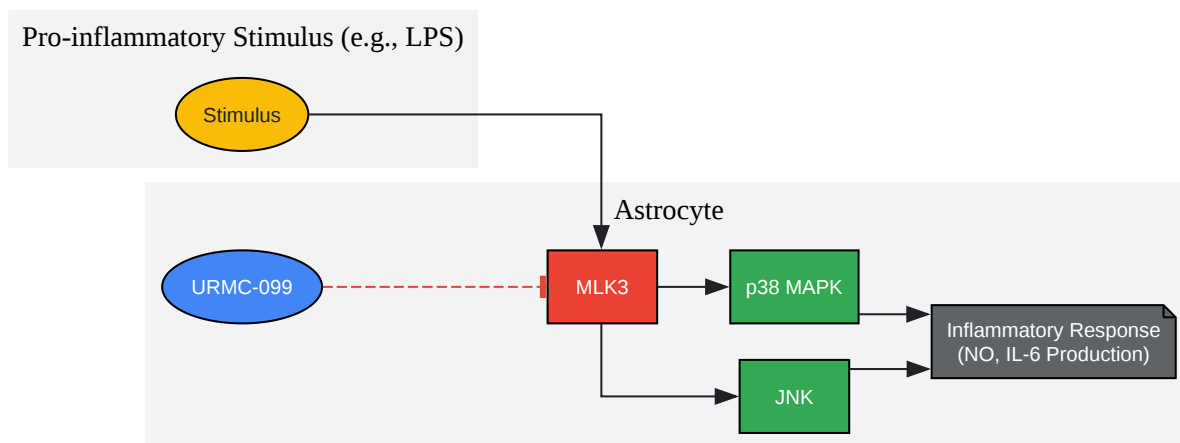 Pro-inflammatory Stimulus (e.g., LPS)
Stimulus
Astrocyte
URMC-099
MLK3
p38 MAPK
Inflammatory Response
(NO, IL-6 Production)
JNK